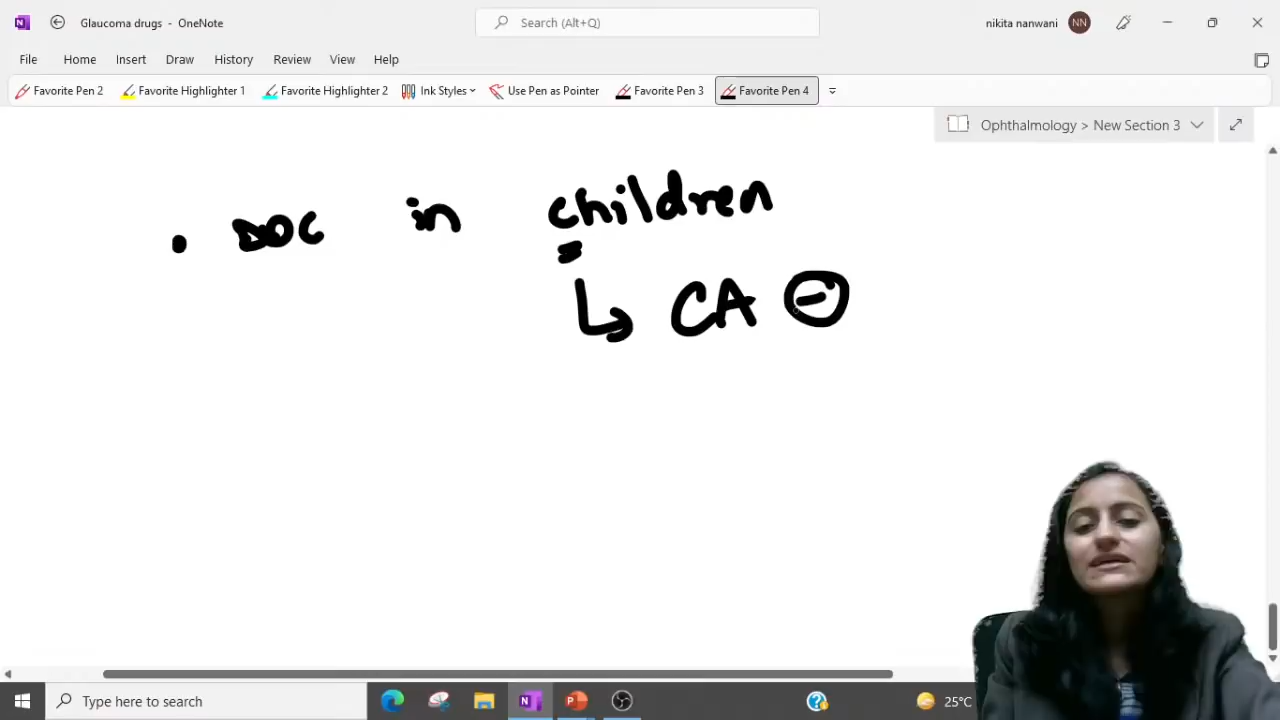 Glaucoma drugs - OneNote
Search (Alt+Q)
nikita nanwani NN
File Home Insert Draw History Review View Help
Favorite Pen 2 Favorite Highlighter 1 Favorite Highlighter 2 Ink Styles Use Pen as Pointer Favorite Pen 3 Favorite Pen 4
Ophthalmology > New Section 3
• DOC in children
↳ CA ⊖
Type here to search
25°C